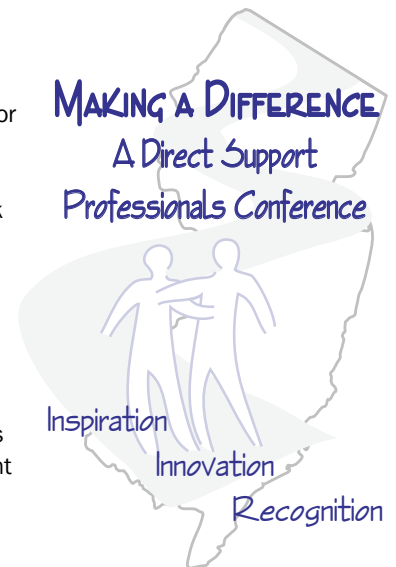 MAKING A DIFFERENCE
A Direct Support
Professionals Conference
Inspiration
Innovation
Recognition